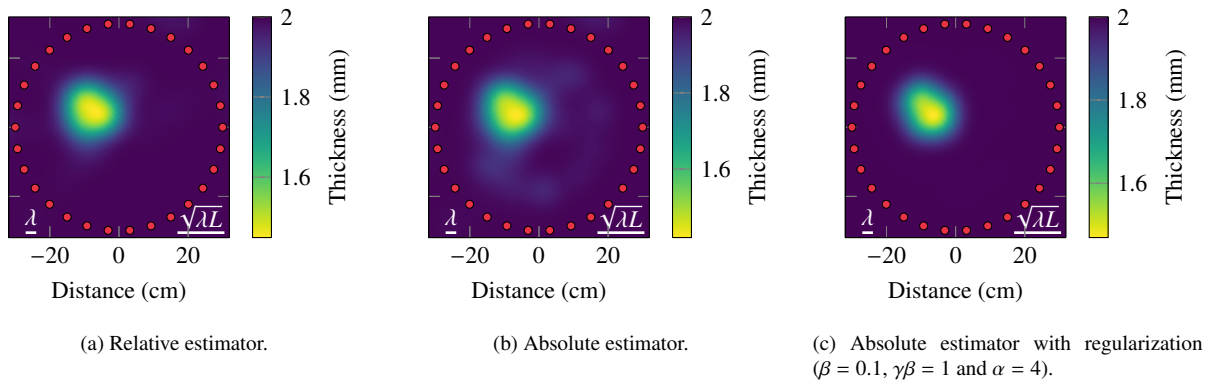 2
1.8
1.6
Thickness (mm)
λ
√λL
−20
0
20
Distance (cm)
(a) Relative estimator.
2
1.8
1.6
Thickness (mm)
λ
√λL
−20
0
20
Distance (cm)
(b) Absolute estimator.
2
1.8
1.6
Thickness (mm)
λ
√λL
−20
0
20
Distance (cm)
(c) Absolute estimator with regularization
(β = 0.1, γβ = 1 and α = 4).